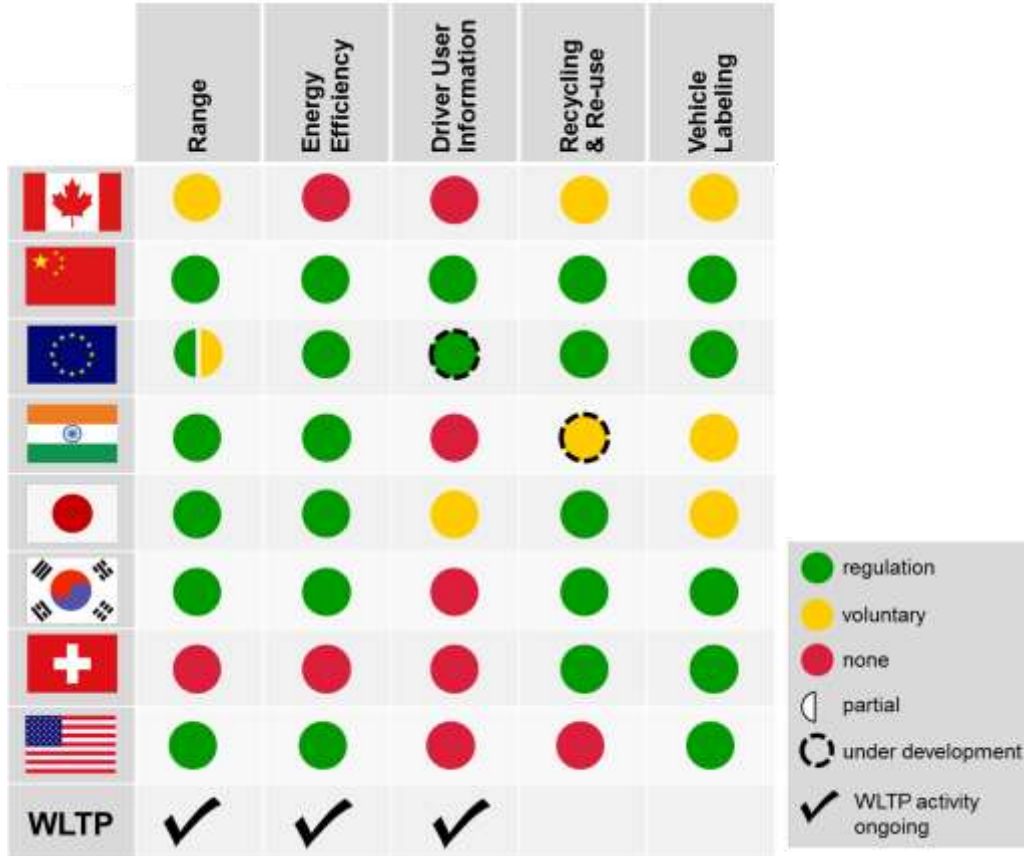 Range
Energy
Efficiency
Driver User
Information
Recycling
& Re-use
Vehicle
Labeling
regulation
voluntary
none
partial
under development
WLTP
WLTP activity
ongoing